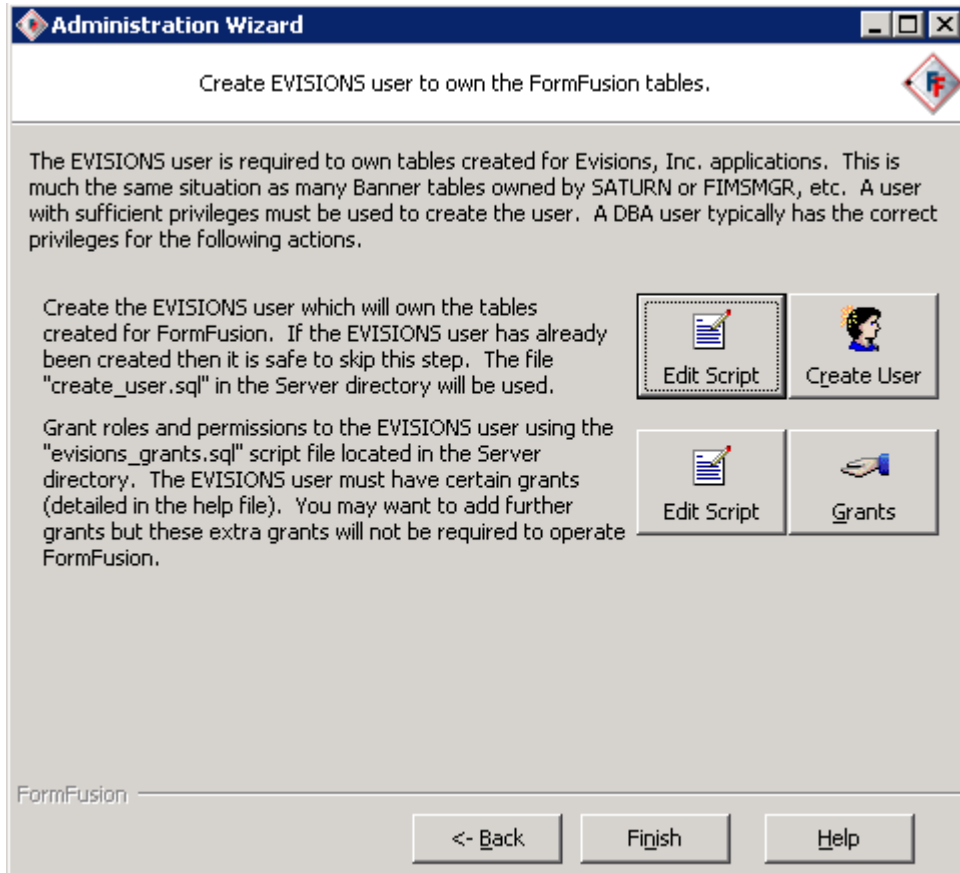 Administration Wizard
Create EVISIONS user to own the FormFusion tables.
FF
The EVISIONS user is required to own tables created for Evisions, Inc. applications.  This is
much the same situation as many Banner tables owned by SATURN or FIMSMGR, etc.  A user
with sufficient privileges must be used to create the user.  A DBA user typically has the correct
privileges for the following actions.
Create the EVISIONS user which will own the tables
created for FormFusion.  If the EVISIONS user has already
been created then it is safe to skip this step.  The file
"create_user.sql" in the Server directory will be used.
Edit Script
Create User
Grant roles and permissions to the EVISIONS user using the
"evisions_grants.sql" script file located in the Server
directory.  The EVISIONS user must have certain grants
(detailed in the help file).  You may want to add further
grants but these extra grants will not be required to operate
FormFusion.
Edit Script
Grants
FormFusion
<- Back
Finish
Help